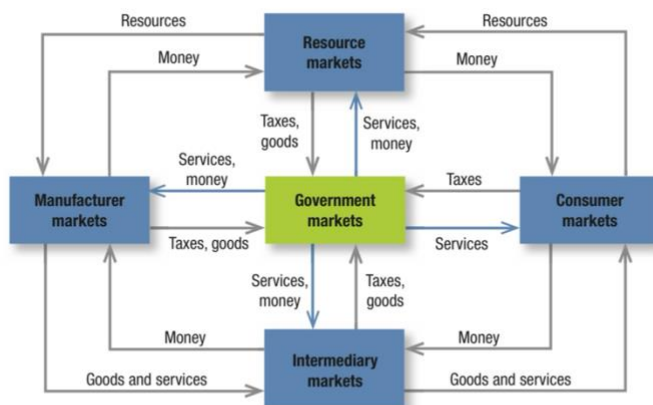 Resources
Resources
Resource
markets
Money
Money
Taxes,
goods
Services,
money
Services,
money
Taxes
Manufacturer
markets
Government
markets
Consumer
markets
Taxes, goods
Services
Services,
money
Taxes,
goods
Money
Money
Intermediary
markets
Goods and services
Goods and services